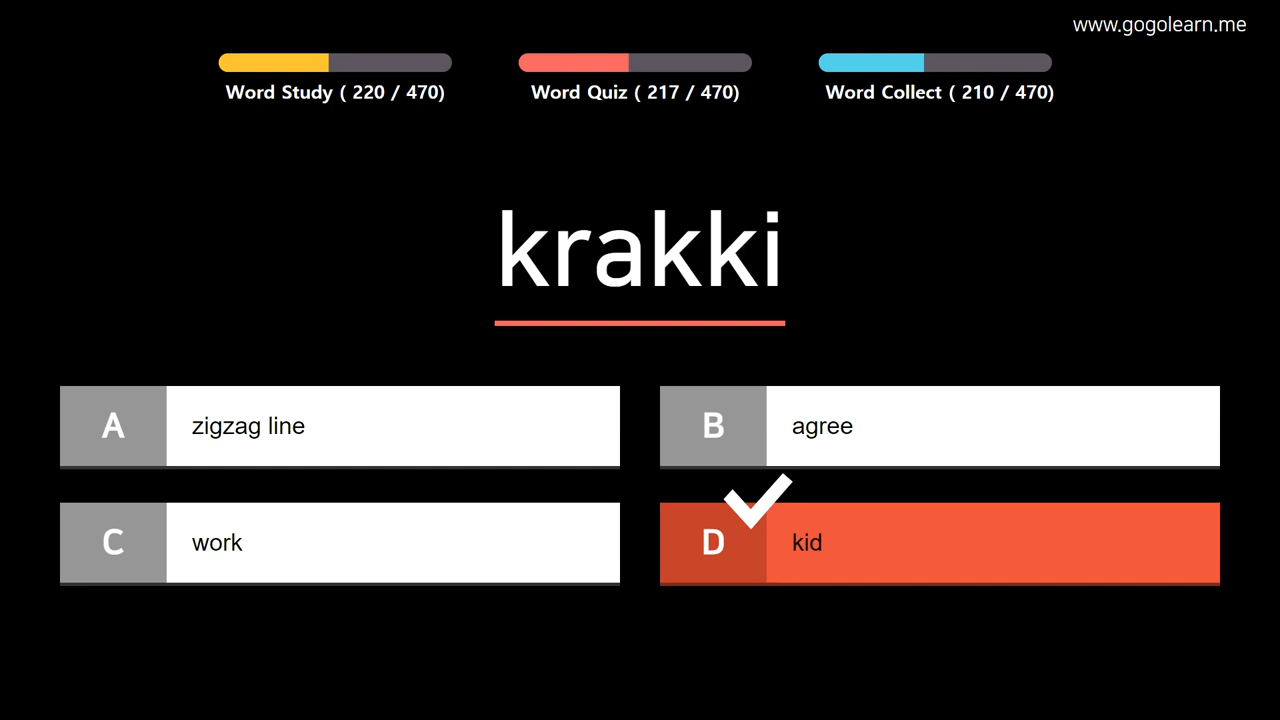 www.gogolearn.me
Word Study ( 220 / 470)
Word Quiz ( 217 / 470)
Word Collect ( 210 / 470)
krakki
A zigzag line
B agree
C work
D kid